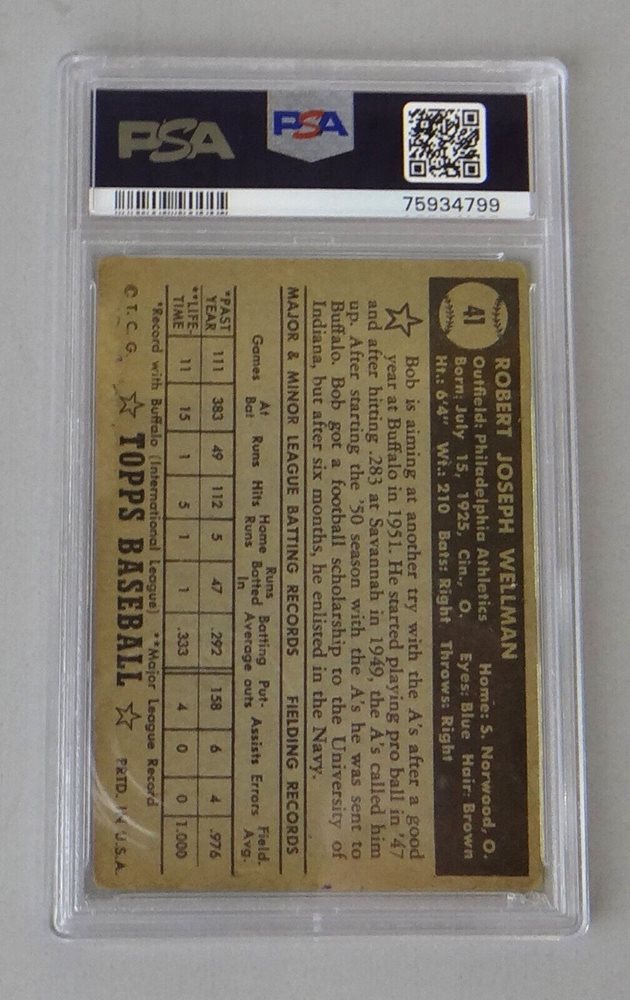 PSA
PSA
75934799
41
ROBERT JOSEPH WELLMAN
Outfield: Philadelphia Athletics Home: S. Norwood, O.
Born: July 15, 1925, Cin., O. Eyes: Blue Hair: Brown
Ht.: 6'4" Wt.: 210 Bats: Right Throws: Right
Bob is aiming at another try with the A's after a good
year at Buffalo in 1951. He started playing pro ball in '47
and after hitting .283 at Savannah in 1949, the A's called him
up. After starting the '50 season with the A's he was sent to
Buffalo. Bob got a football scholarship to the University of
Indiana, but after six months, he enlisted in the Navy.
MAJOR & MINOR LEAGUE BATTING RECORDS FIELDING RECORDS
Games At Bat Runs Hits Home Runs Runs Batted In Batting Average Put-outs Assists Errors Field. Avg.
*PAST YEAR 111 383 49 112 5 47 .292 158 6 4 .976
**LIFE-TIME 11 15 1 5 1 1 .333 4 0 0 1.000
*Record with Buffalo (International League) **Major League Record
© T. C. G. ☆ TOPPS BASEBALL ☆ PRTD. IN U.S.A.